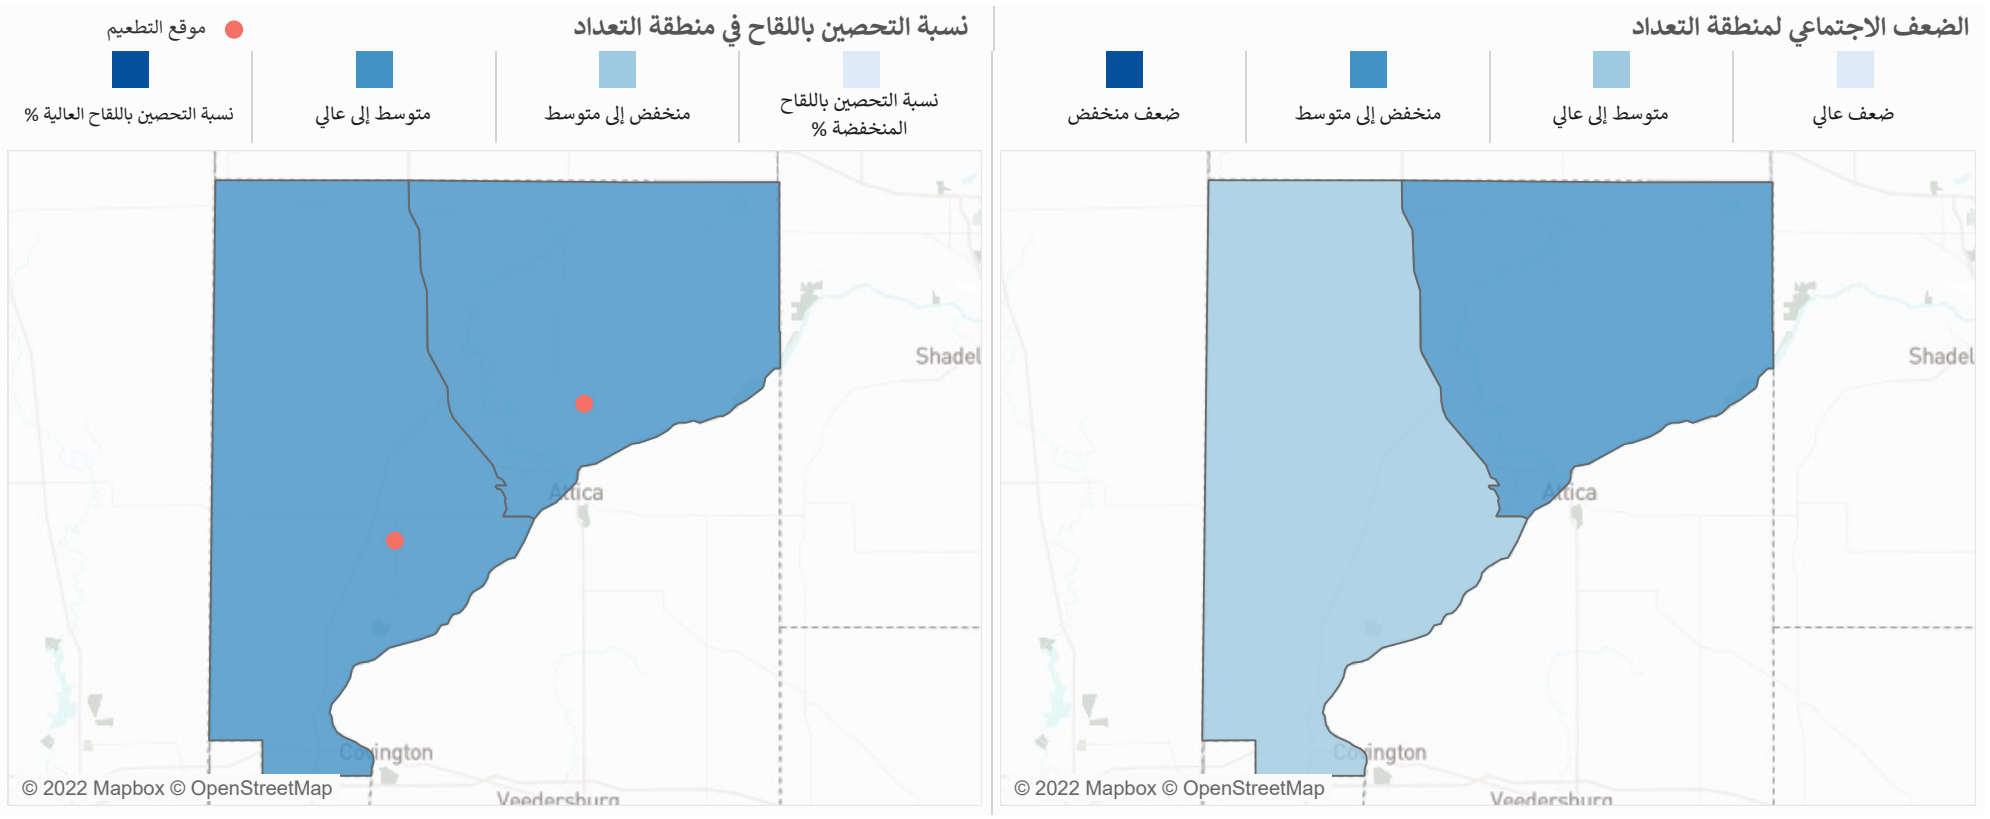 الضعف الاجتماعي لمنطقة التعداد
ضعف عالي
متوسط إلى عالي
منخفض إلى متوسط
ضعف منخفض
Attica
Shadel
Covington
Veedersburg
© 2022 Mapbox © OpenStreetMap
نسبة التحصين باللقاح في منطقة التعداد
موقع التطعيم
نسبة التحصين باللقاح
المنخفضة %
منخفض إلى متوسط
متوسط إلى عالي
نسبة التحصين باللقاح العالية %
Attica
Shadel
Covington
Veedersburg
© 2022 Mapbox © OpenStreetMap